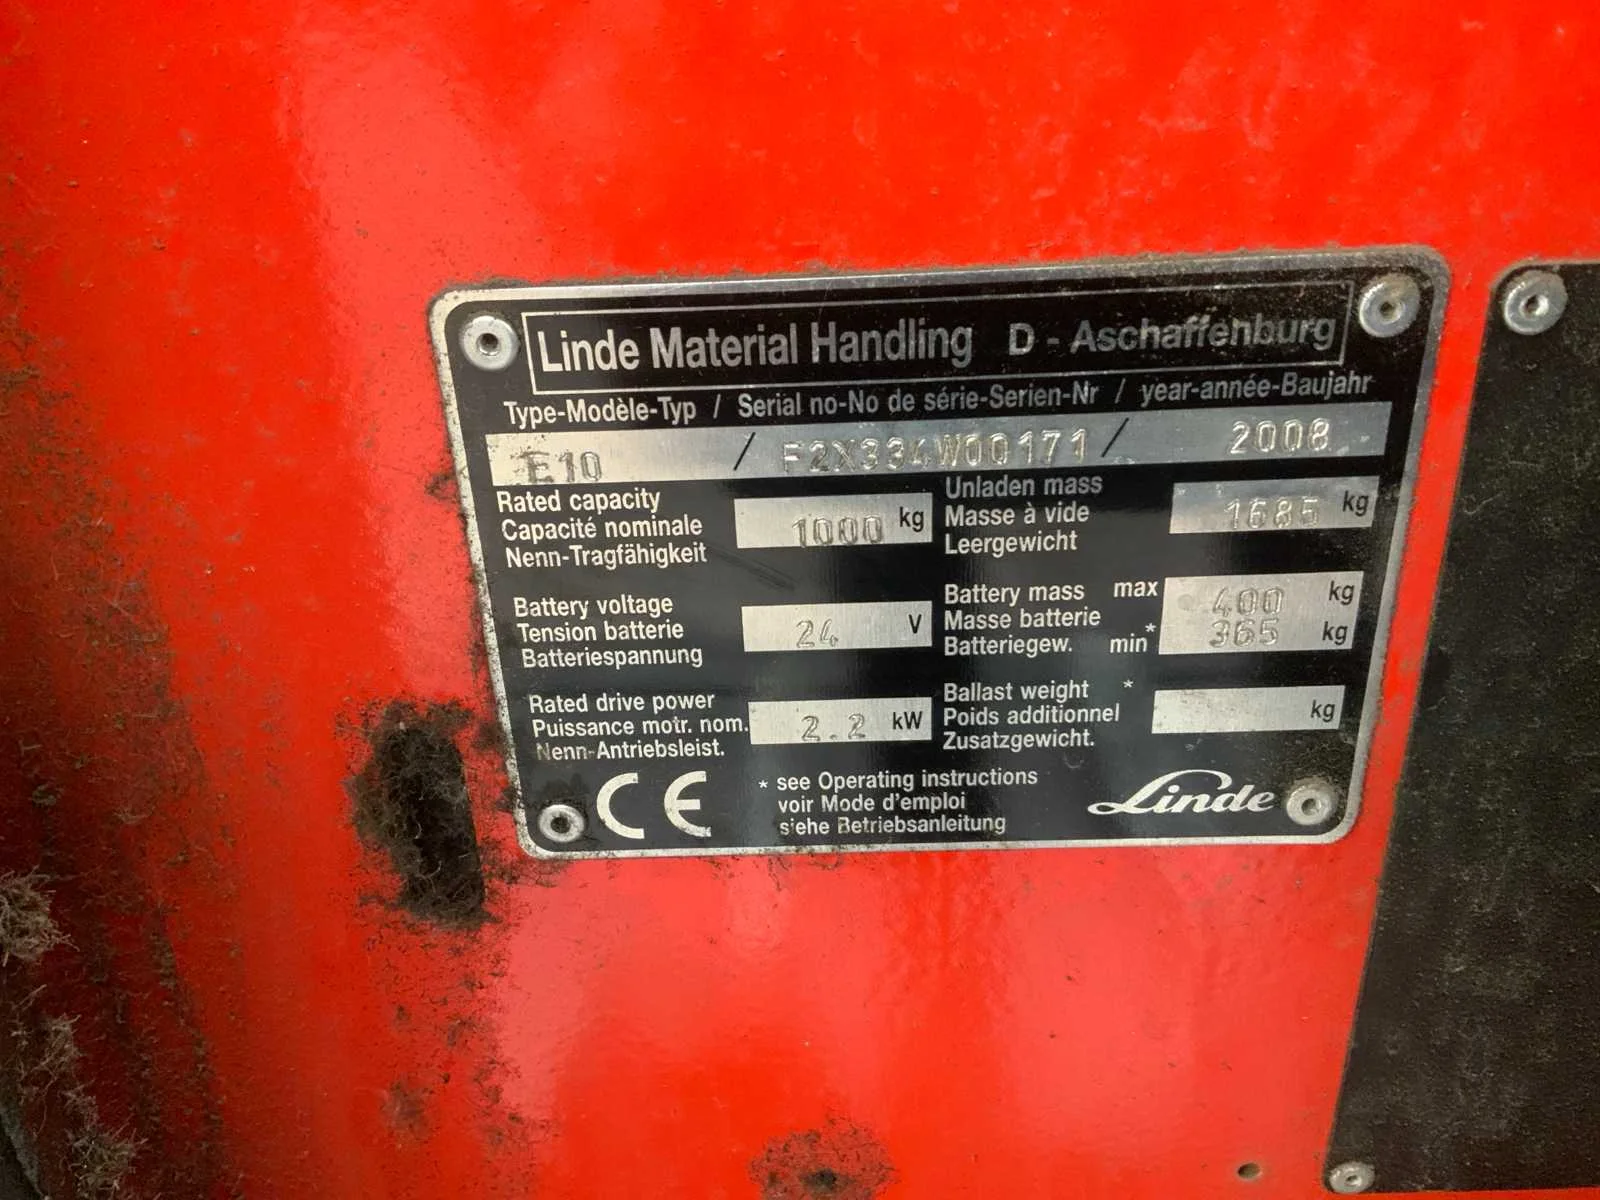 Linde Material Handling D - Aschaffenburg
Type-Modèle-Typ / Serial no-No de série-Serien-Nr / year-année-Baujahr
E10 / F2X334W00171 / 2008
Rated capacity
Capacité nominale
Nenn-Tragfähigkeit
1000 kg
Unladen mass
Masse à vide
Leergewicht
1685 kg
Battery voltage
Tension batterie
Batteriespannung
24 V
Battery mass max 400 kg
Masse batterie
Batteriegew. min* 365 kg
Rated drive power
Puissance motr. nom.
Nenn-Antriebsleist.
2.2 kW
Ballast weight *
Poids additionnel
Zusatzgewicht.
kg
CE
* see Operating instructions
voir Mode d'emploi
siehe Betriebsanleitung
Linde